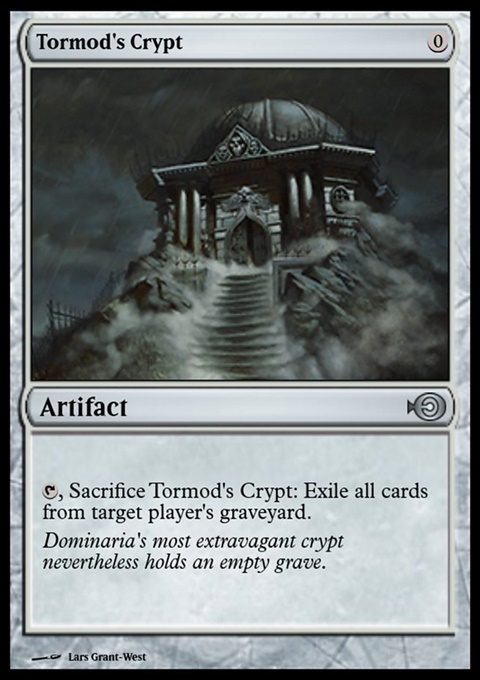 Tormod's Crypt 0
Artifact
, Sacrifice Tormod's Crypt: Exile all cards
from target player's graveyard.
Dominaria's most extravagant crypt
nevertheless holds an empty grave.
Lars Grant-West